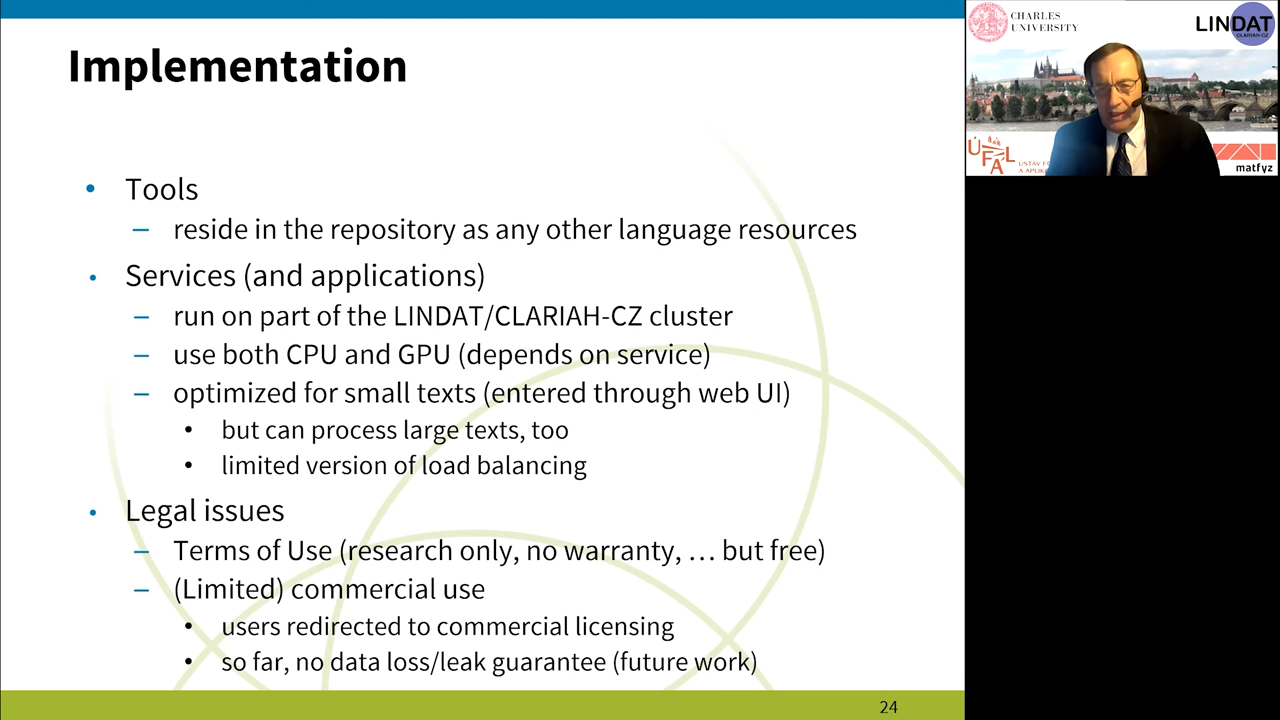 Implementation
• Tools
– reside in the repository as any other language resources
• Services (and applications)
– run on part of the LINDAT/CLARIAH-CZ cluster
– use both CPU and GPU (depends on service)
– optimized for small texts (entered through web UI)
• but can process large texts, too
• limited version of load balancing
• Legal issues
– Terms of Use (research only, no warranty, … but free)
– (Limited) commercial use
• users redirected to commercial licensing
• so far, no data loss/leak guarantee (future work)
24
CHARLES
UNIVERSITY
LINDAT
CLARIAH-CZ
ÚFAL
ÚSTAV FO
A APLIK
matfyz